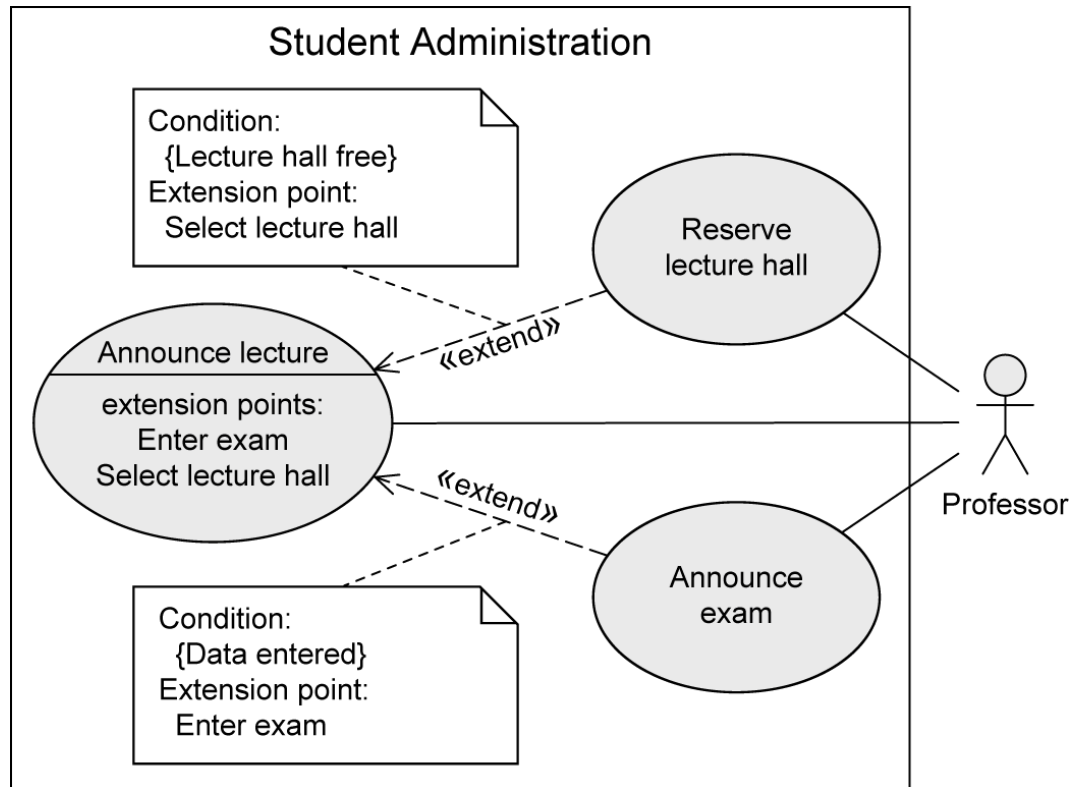 Student Administration
Condition:
{Lecture hall free}
Extension point:
Select lecture hall
Reserve
lecture hall
«extend»
Announce lecture
extension points:
Enter exam
Select lecture hall
«extend»
Professor
Announce
exam
Condition:
{Data entered}
Extension point:
Enter exam